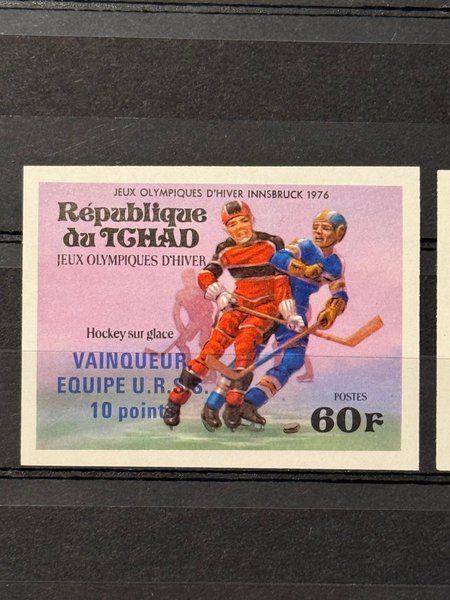 JEUX OLYMPIQUES D'HIVER INNSBRUCK 1976
République
du TCHAD
JEUX OLYMPIQUES D'HIVER
Hockey sur glace
VAINQUEUR
EQUIPE U.R.S.S.
10 points
POSTES
60F